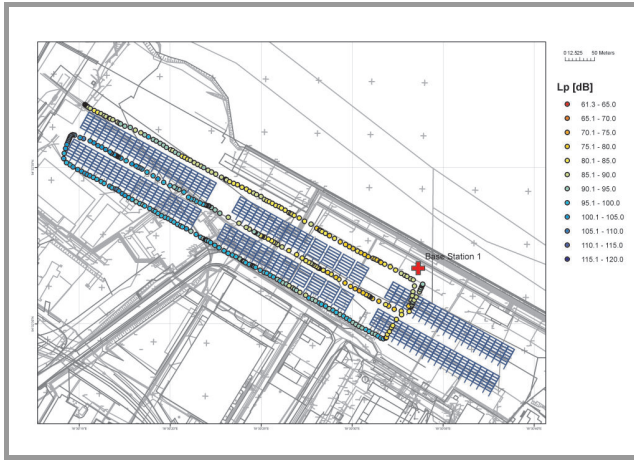 0 12.525 50 Meters
Lp [dB]
61.3 - 65.0
65.1 - 70.0
70.1 - 75.0
75.1 - 80.0
80.1 - 85.0
85.1 - 90.0
90.1 - 95.0
95.1 - 100.0
100.1 - 105.0
105.1 - 110.0
110.1 - 115.0
115.1 - 120.0
Base Station 1